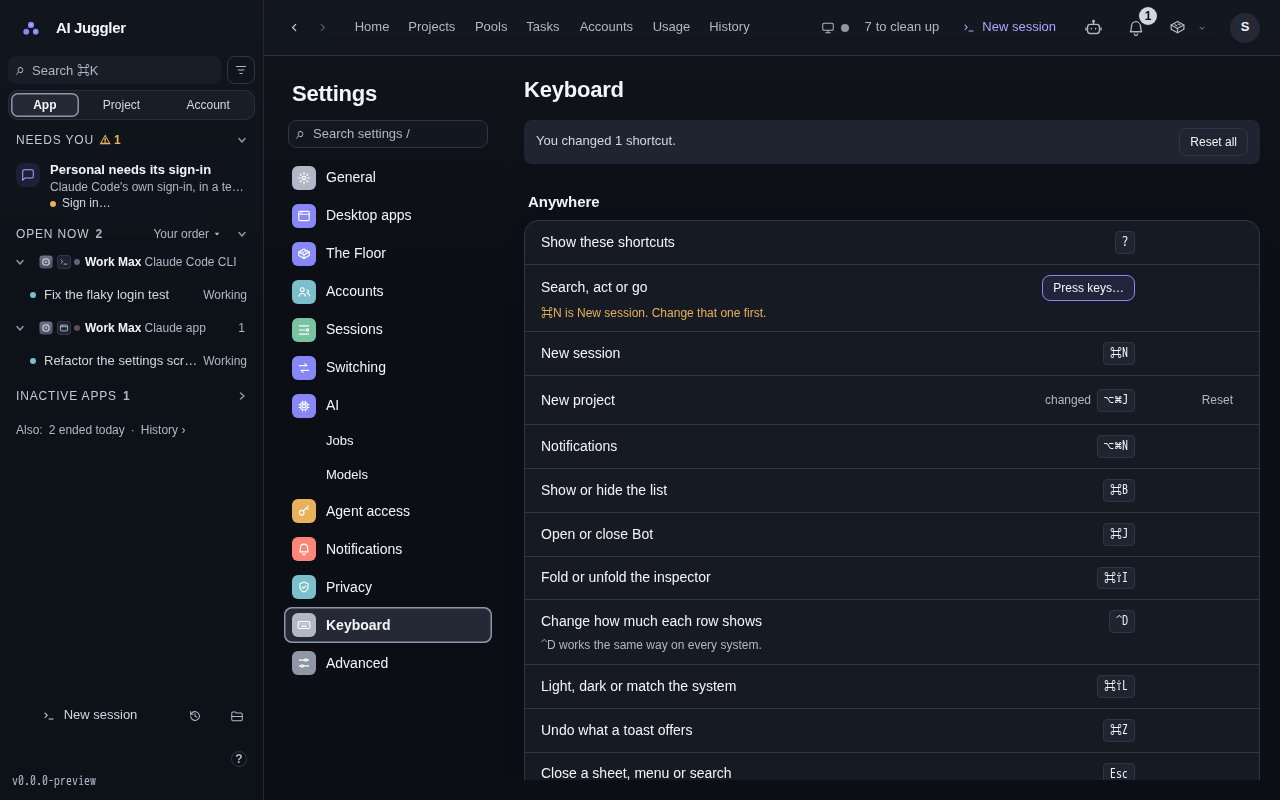 AI Juggler
Search ⌘K
App Project Account
NEEDS YOU 1
Personal needs its sign-in
Claude Code's own sign-in, in a te…
Sign in…
OPEN NOW 2 Your order
Work Max Claude Code CLI
Fix the flaky login test Working
Work Max Claude app 1
Refactor the settings scr… Working
INACTIVE APPS 1
Also: 2 ended today · History ›
New session
?
v0.0.0-preview
Home Projects Pools Tasks Accounts Usage History
7 to clean up
New session
1
S
Settings
Search settings /
General
Desktop apps
The Floor
Accounts
Sessions
Switching
AI
Jobs
Models
Agent access
Notifications
Privacy
Keyboard
Advanced
Keyboard
You changed 1 shortcut. Reset all
Anywhere
Show these shortcuts ?
Search, act or go Press keys…
⌘N is New session. Change that one first.
New session ⌘N
New project changed ⌥⌘J Reset
Notifications ⌥⌘N
Show or hide the list ⌘B
Open or close Bot ⌘J
Fold or unfold the inspector ⌘⇧I
Change how much each row shows ^D
^D works the same way on every system.
Light, dark or match the system ⌘⇧L
Undo what a toast offers ⌘Z
Close a sheet, menu or search Esc